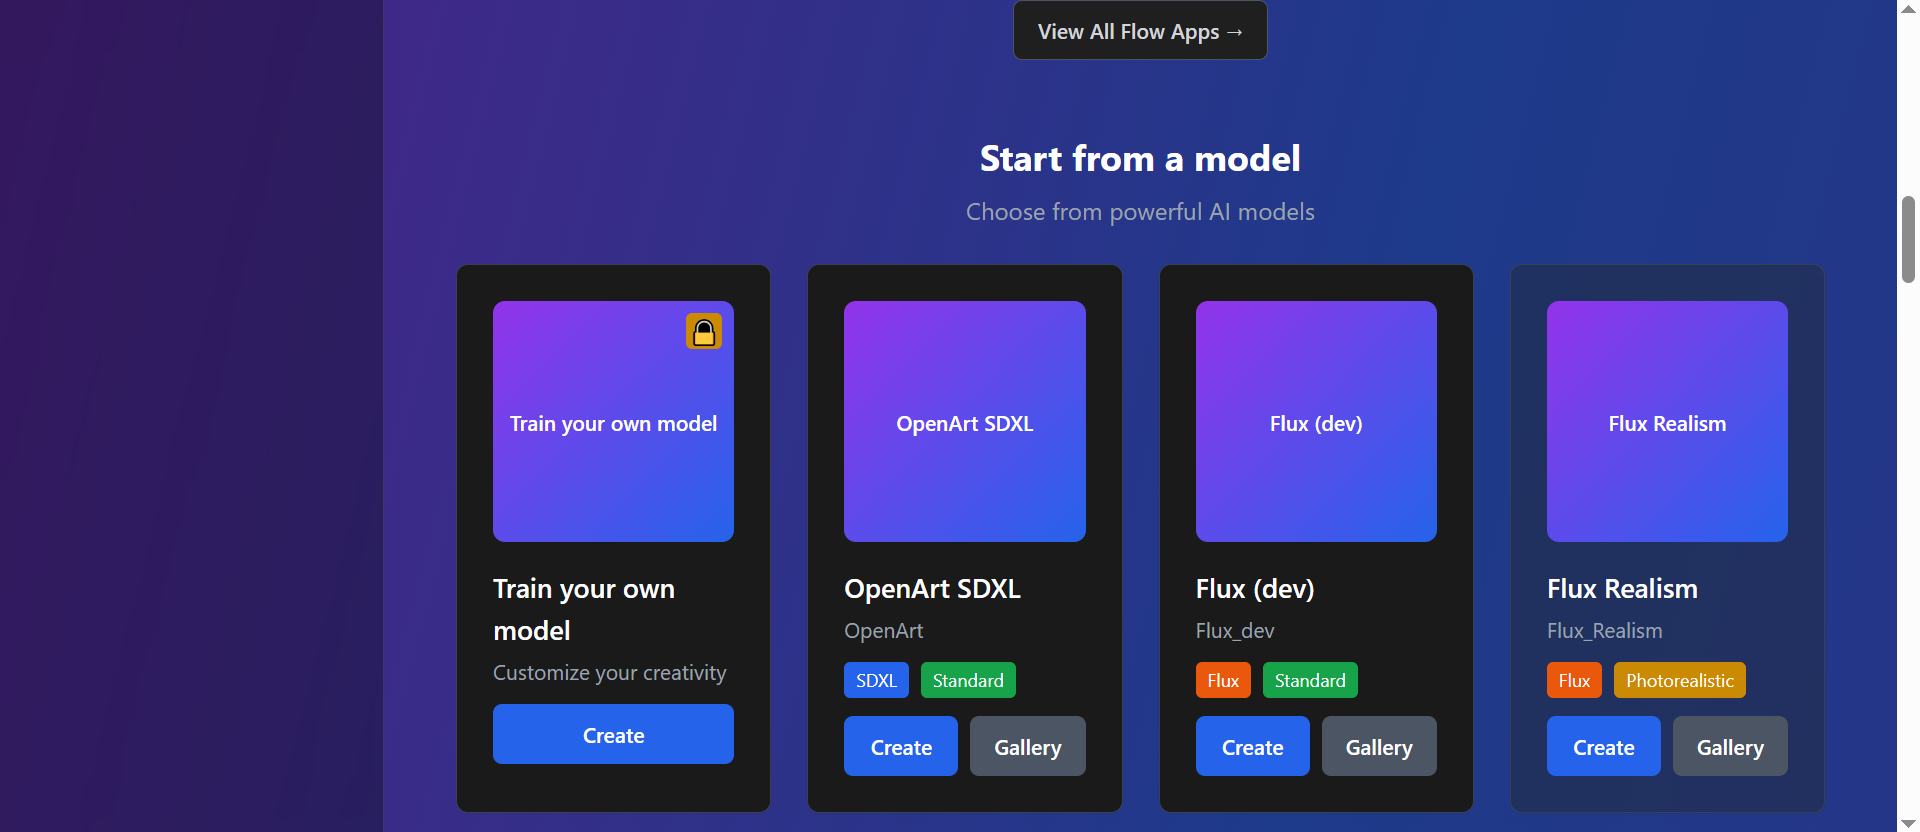 View All Flow Apps →
Start from a model
Choose from powerful AI models
Train your own model
Train your own
model
Customize your creativity
Create
OpenArt SDXL
OpenArt SDXL
OpenArt
SDXL Standard
Create Gallery
Flux (dev)
Flux (dev)
Flux_dev
Flux Standard
Create Gallery
Flux Realism
Flux Realism
Flux_Realism
Flux Photorealistic
Create Gallery